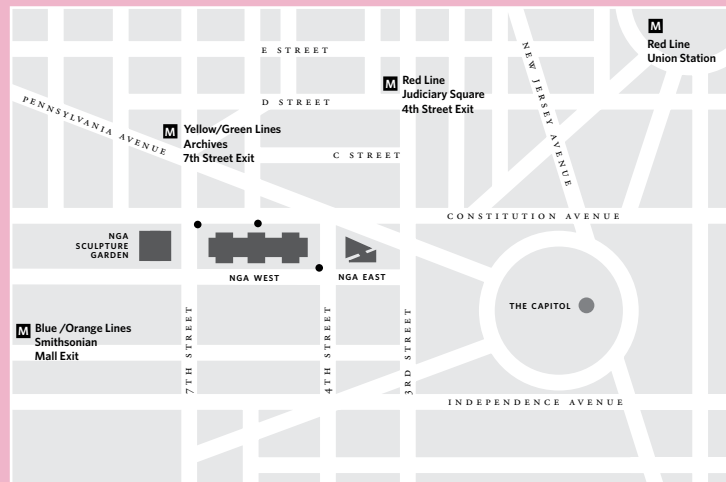 M
Red Line
Union Station
E STREET
NEW JERSEY AVENUE
M
Red Line
Judiciary Square
4th Street Exit
PENNSYLVANIA AVENUE
D STREET
M
Yellow/Green Lines
Archives
7th Street Exit
C STREET
CONSTITUTION AVENUE
NGA
SCULPTURE
GARDEN
NGA WEST
NGA EAST
THE CAPITOL
M
Blue /Orange Lines
Smithsonian
Mall Exit
7TH STREET
4TH STREET
3RD STREET
INDEPENDENCE AVENUE